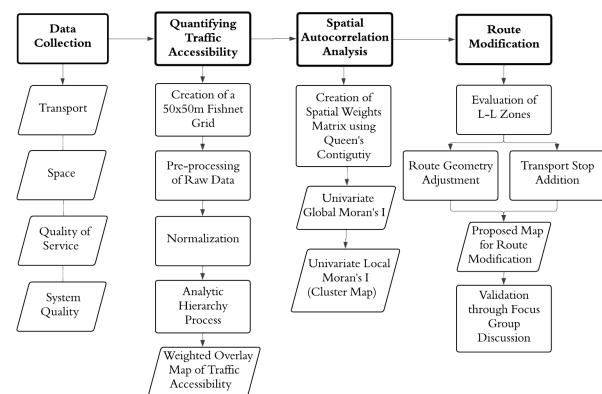 Data
Collection
Quantifying
Traffic
Accessibility
Spatial
Autocorrelation
Analysis
Route
Modification
Transport
Space
Quality of
Service
System
Quality
Creation of a
50x50m Fishnet
Grid
Pre-processing
of Raw Data
Normalization
Analytic
Hierarchy
Process
Weighted Overlay
Map of Traffic
Accessibility
Creation of
Spatial Weights
Matrix using
Queen's
Contigutiy
Univariate
Global Moran's I
Univariate Local
Moran's I
(Cluster Map)
Evaluation of
L-L Zones
Route Geometry
Adjustment
Transport Stop
Addition
Proposed Map
for Route
Modification
Validation
through Focus
Group
Discussion